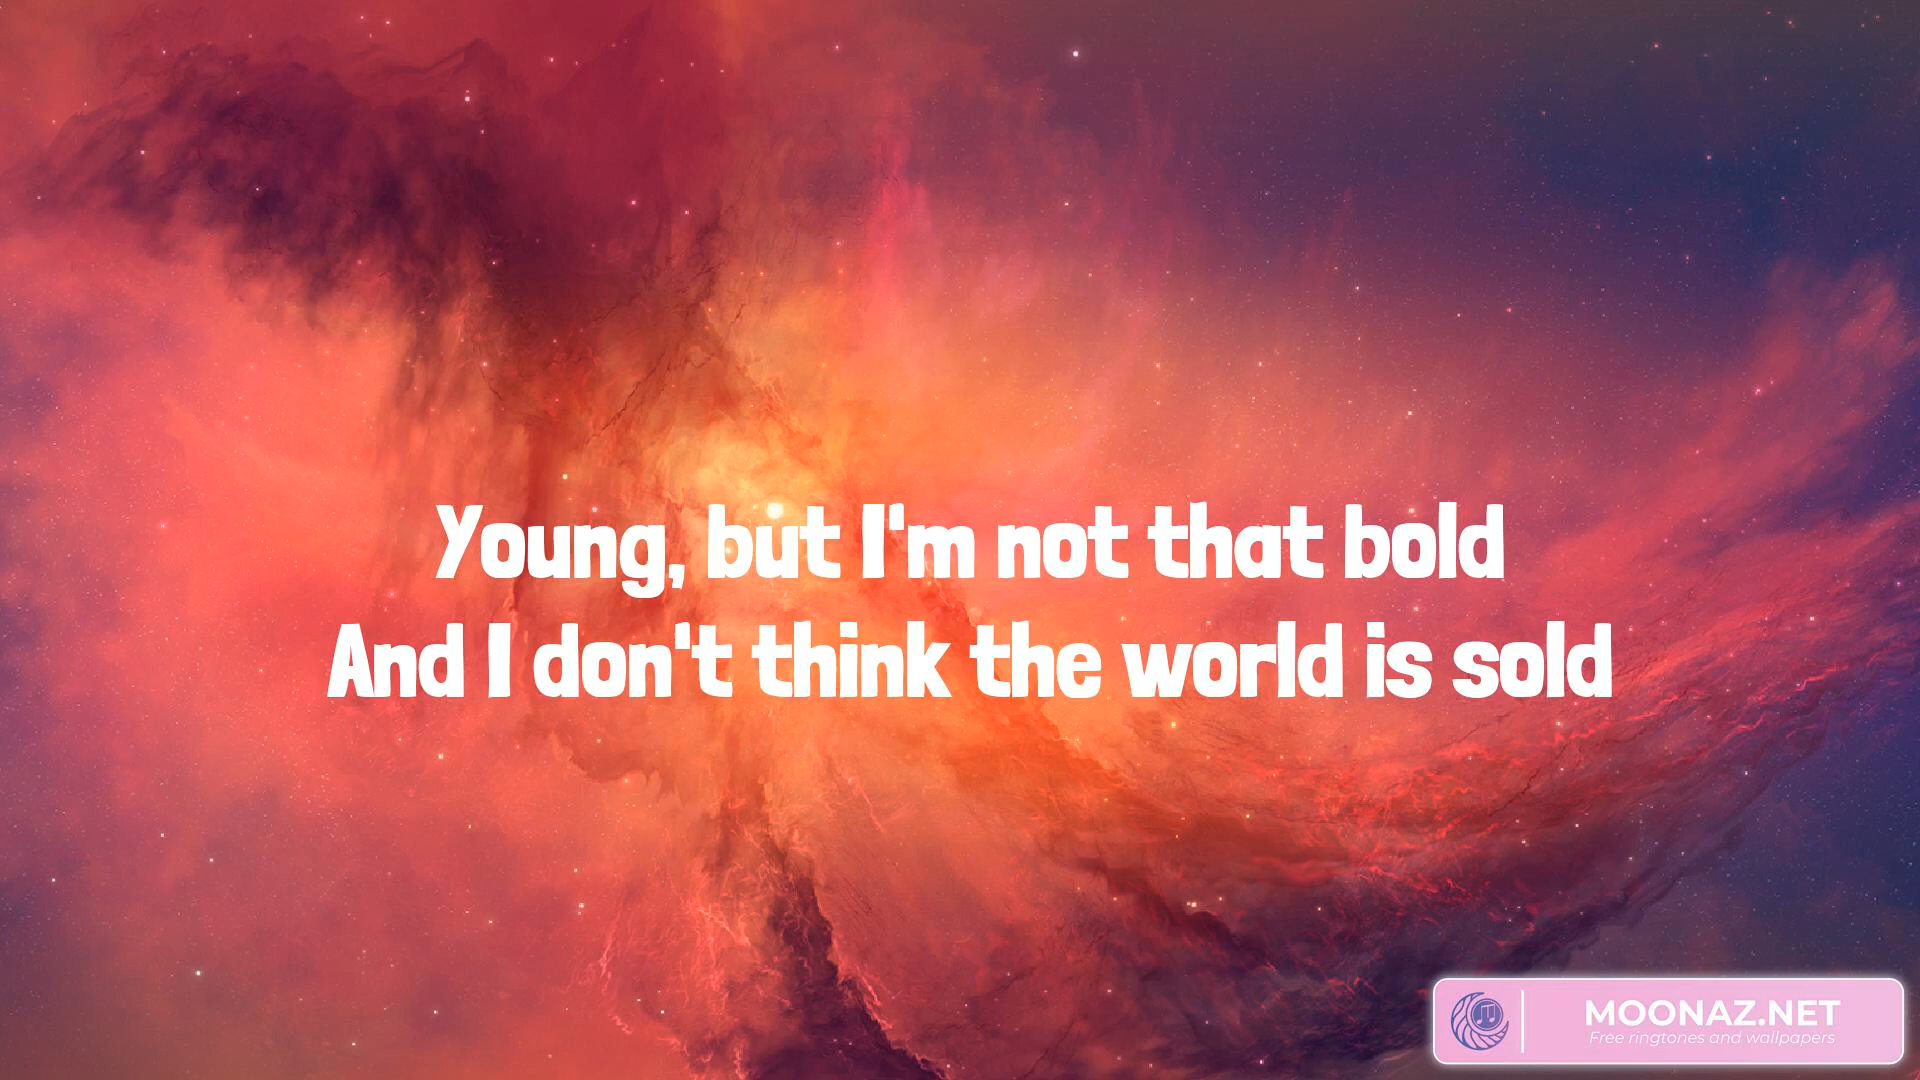 Young, but I'm not that bold
And I don't think the world is sold
MOONAZ.NET
Free ringtones and wallpapers